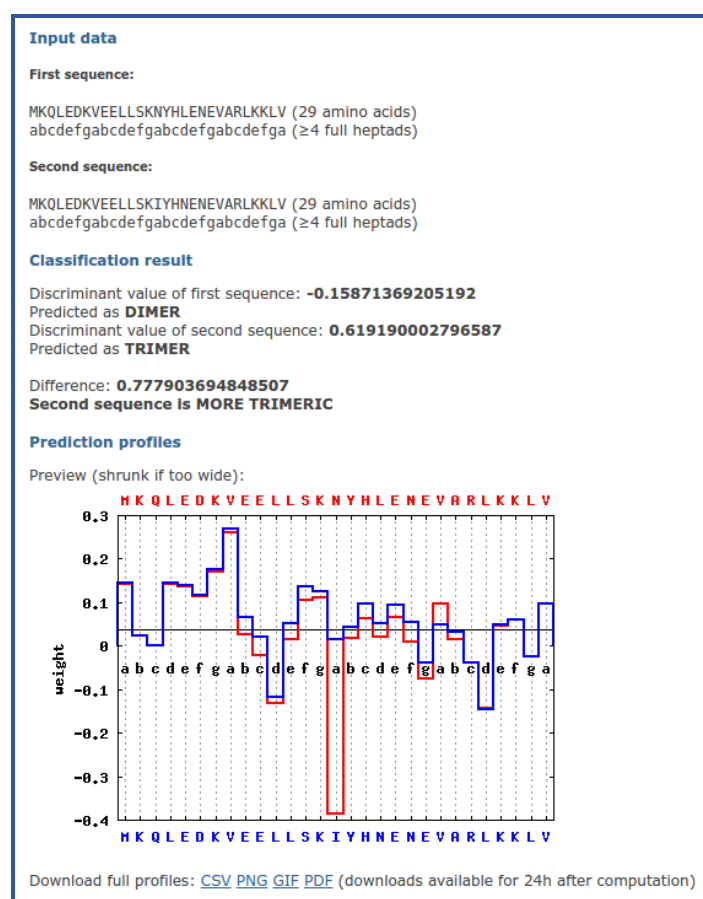 Input data
First sequence:
MKQLEDKVEELLSKNYHLENEVARLKKLV (29 amino acids)
abcdefgabcdefgabcdefgabcdefga (≥4 full heptads)
Second sequence:
MKQLEDKVEELLSKIYHNENEVARLKKLV (29 amino acids)
abcdefgabcdefgabcdefgabcdefga (≥4 full heptads)
Classification result
Discriminant value of first sequence: -0.15871369205192
Predicted as DIMER
Discriminant value of second sequence: 0.619190002796587
Predicted as TRIMER
Difference: 0.777903694848507
Second sequence is MORE TRIMERIC
Prediction profiles
Preview (shrunk if too wide):
M K Q L E D K V E E L L S K N Y H L E N E V A R L K K L V
0.3
0.2
0.1
0
-0.1
-0.2
-0.3
-0.4
weight
a b c d e f g a b c d e f g a b c d e f g a b c d e f g a
M K Q L E D K V E E L L S K I Y H N E N E V A R L K K L V
Download full profiles: CSV PNG GIF PDF (downloads available for 24h after computation)